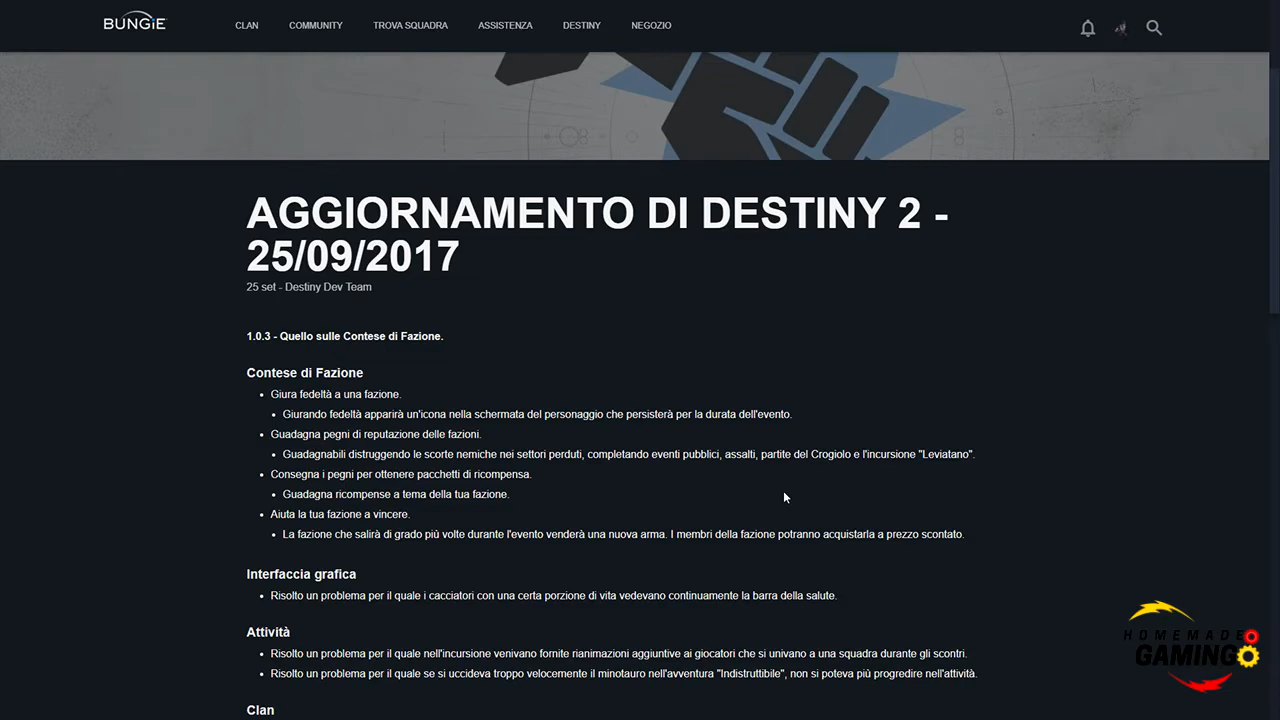 BUNGiE
CLAN COMMUNITY TROVA SQUADRA ASSISTENZA DESTINY NEGOZIO
AGGIORNAMENTO DI DESTINY 2 -
25/09/2017
25 set - Destiny Dev Team
1.0.3 - Quello sulle Contese di Fazione.
Contese di Fazione
• Giura fedeltà a una fazione.
• Giurando fedeltà apparirà un'icona nella schermata del personaggio che persisterà per la durata dell'evento.
• Guadagna pegni di reputazione delle fazioni.
• Guadagnabili distruggendo le scorte nemiche nei settori perduti, completando eventi pubblici, assalti, partite del Crogiolo e l'incursione "Leviatano".
• Consegna i pegni per ottenere pacchetti di ricompensa.
• Guadagna ricompense a tema della tua fazione.
• Aiuta la tua fazione a vincere.
• La fazione che salirà di grado più volte durante l'evento venderà una nuova arma. I membri della fazione potranno acquistarla a prezzo scontato.
Interfaccia grafica
• Risolto un problema per il quale i cacciatori con una certa porzione di vita vedevano continuamente la barra della salute.
Attività
• Risolto un problema per il quale nell'incursione venivano fornite rianimazioni aggiuntive ai giocatori che si univano a una squadra durante gli scontri.
• Risolto un problema per il quale se si uccideva troppo velocemente il minotauro nell'avventura "Indistruttibile", non si poteva più progredire nell'attività.
Clan
HOMEMADE
GAMING